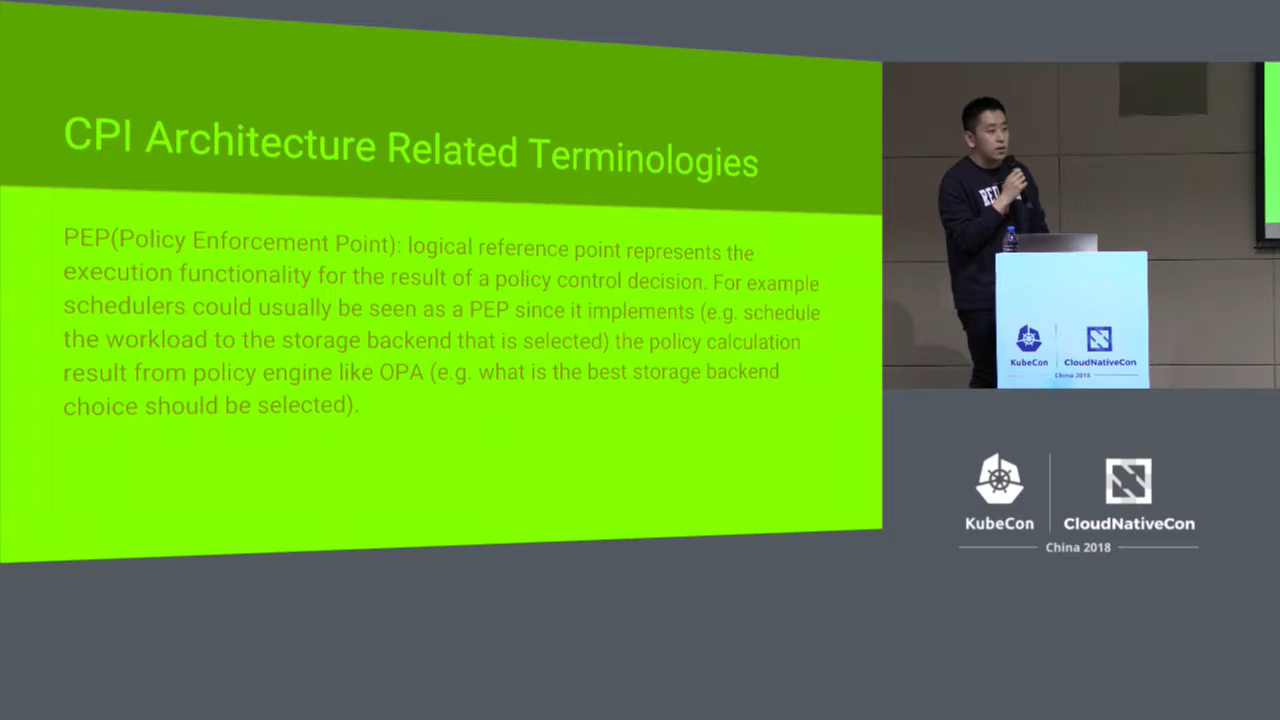 CPI Architecture Related Terminologies
PEP(Policy Enforcement Point): logical reference point represents the
execution functionality for the result of a policy control decision. For example
schedulers could usually be seen as a PEP since it implements (e.g. schedule
the workload to the storage backend that is selected) the policy calculation
result from policy engine like OPA (e.g. what is the best storage backend
choice should be selected).
KubeCon
CloudNativeCon
China 2018
KubeCon
CloudNativeCon
China 2018